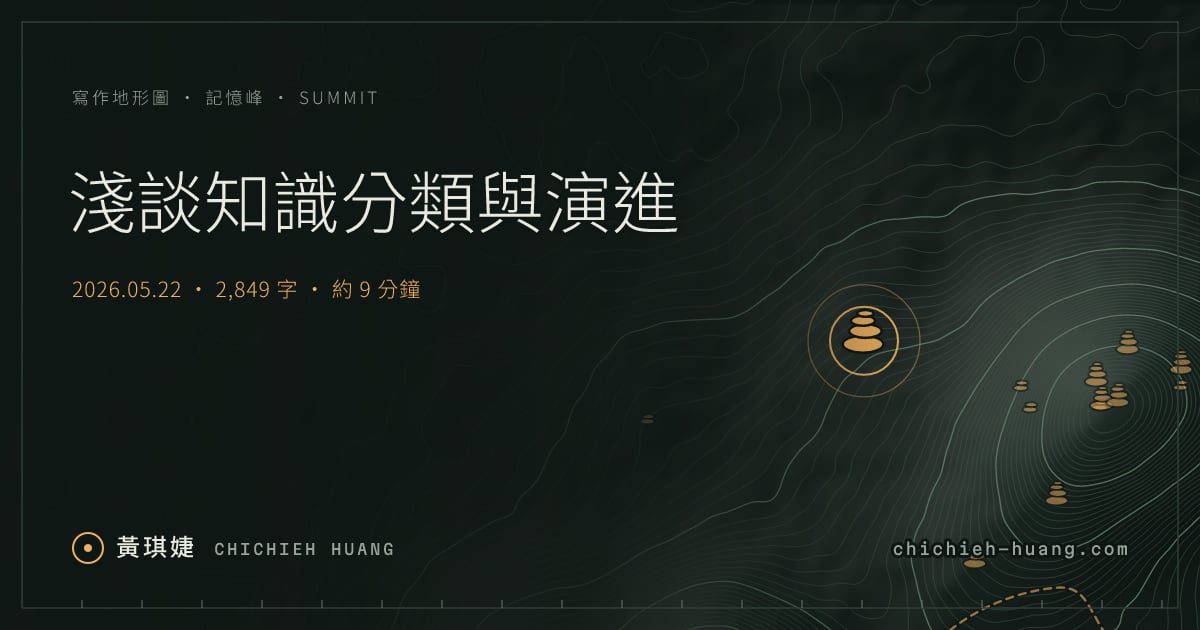 寫作地形圖 · 記憶峰 · SUMMIT
淺談知識分類與演進
2026.05.22 · 2,849 字 · 約 9 分鐘
黃琪婕 CHICHIEH HUANG
chichieh-huang.com